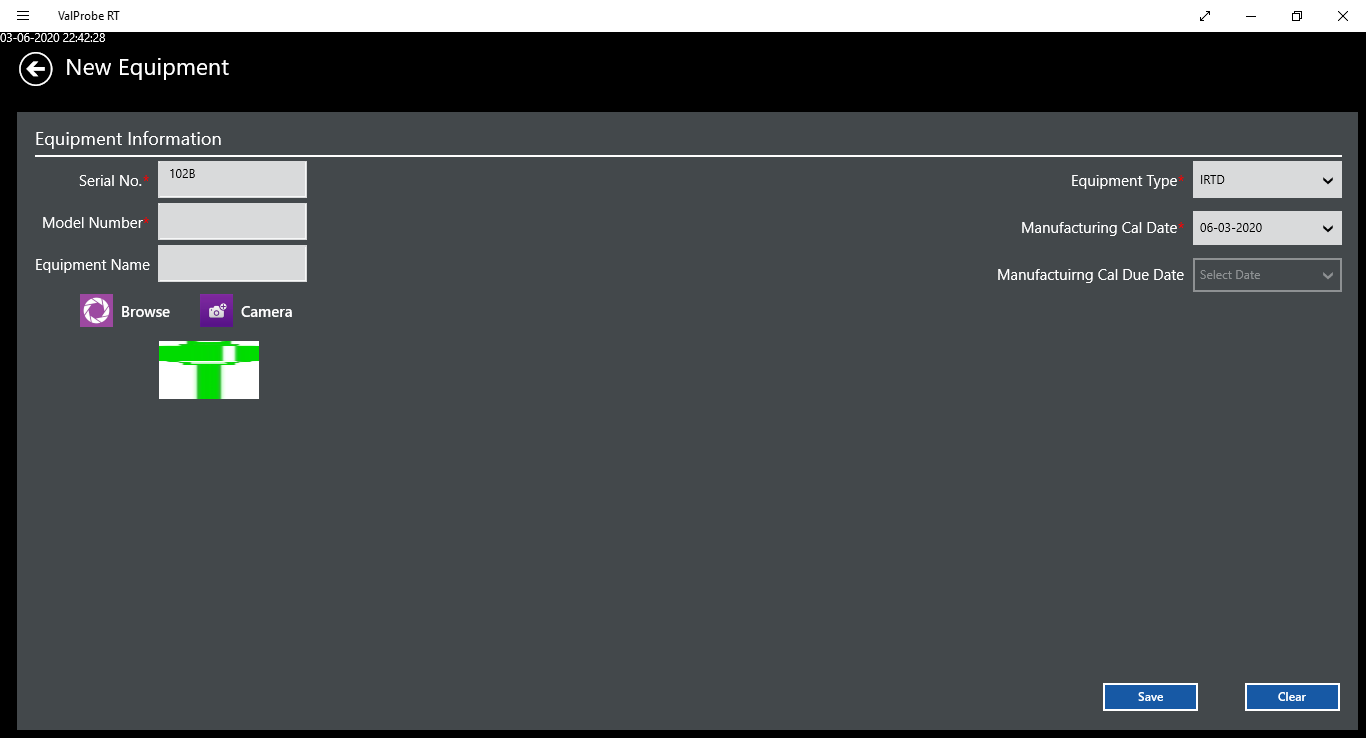 ValProbe RT
03-06-2020 22:42:28
New Equipment
Equipment Information
Serial No.* 102B
Equipment Type* IRTD
Model Number*
Manufacturing Cal Date* 06-03-2020
Equipment Name
Manufactuirng Cal Due Date Select Date
Browse Camera
Save Clear